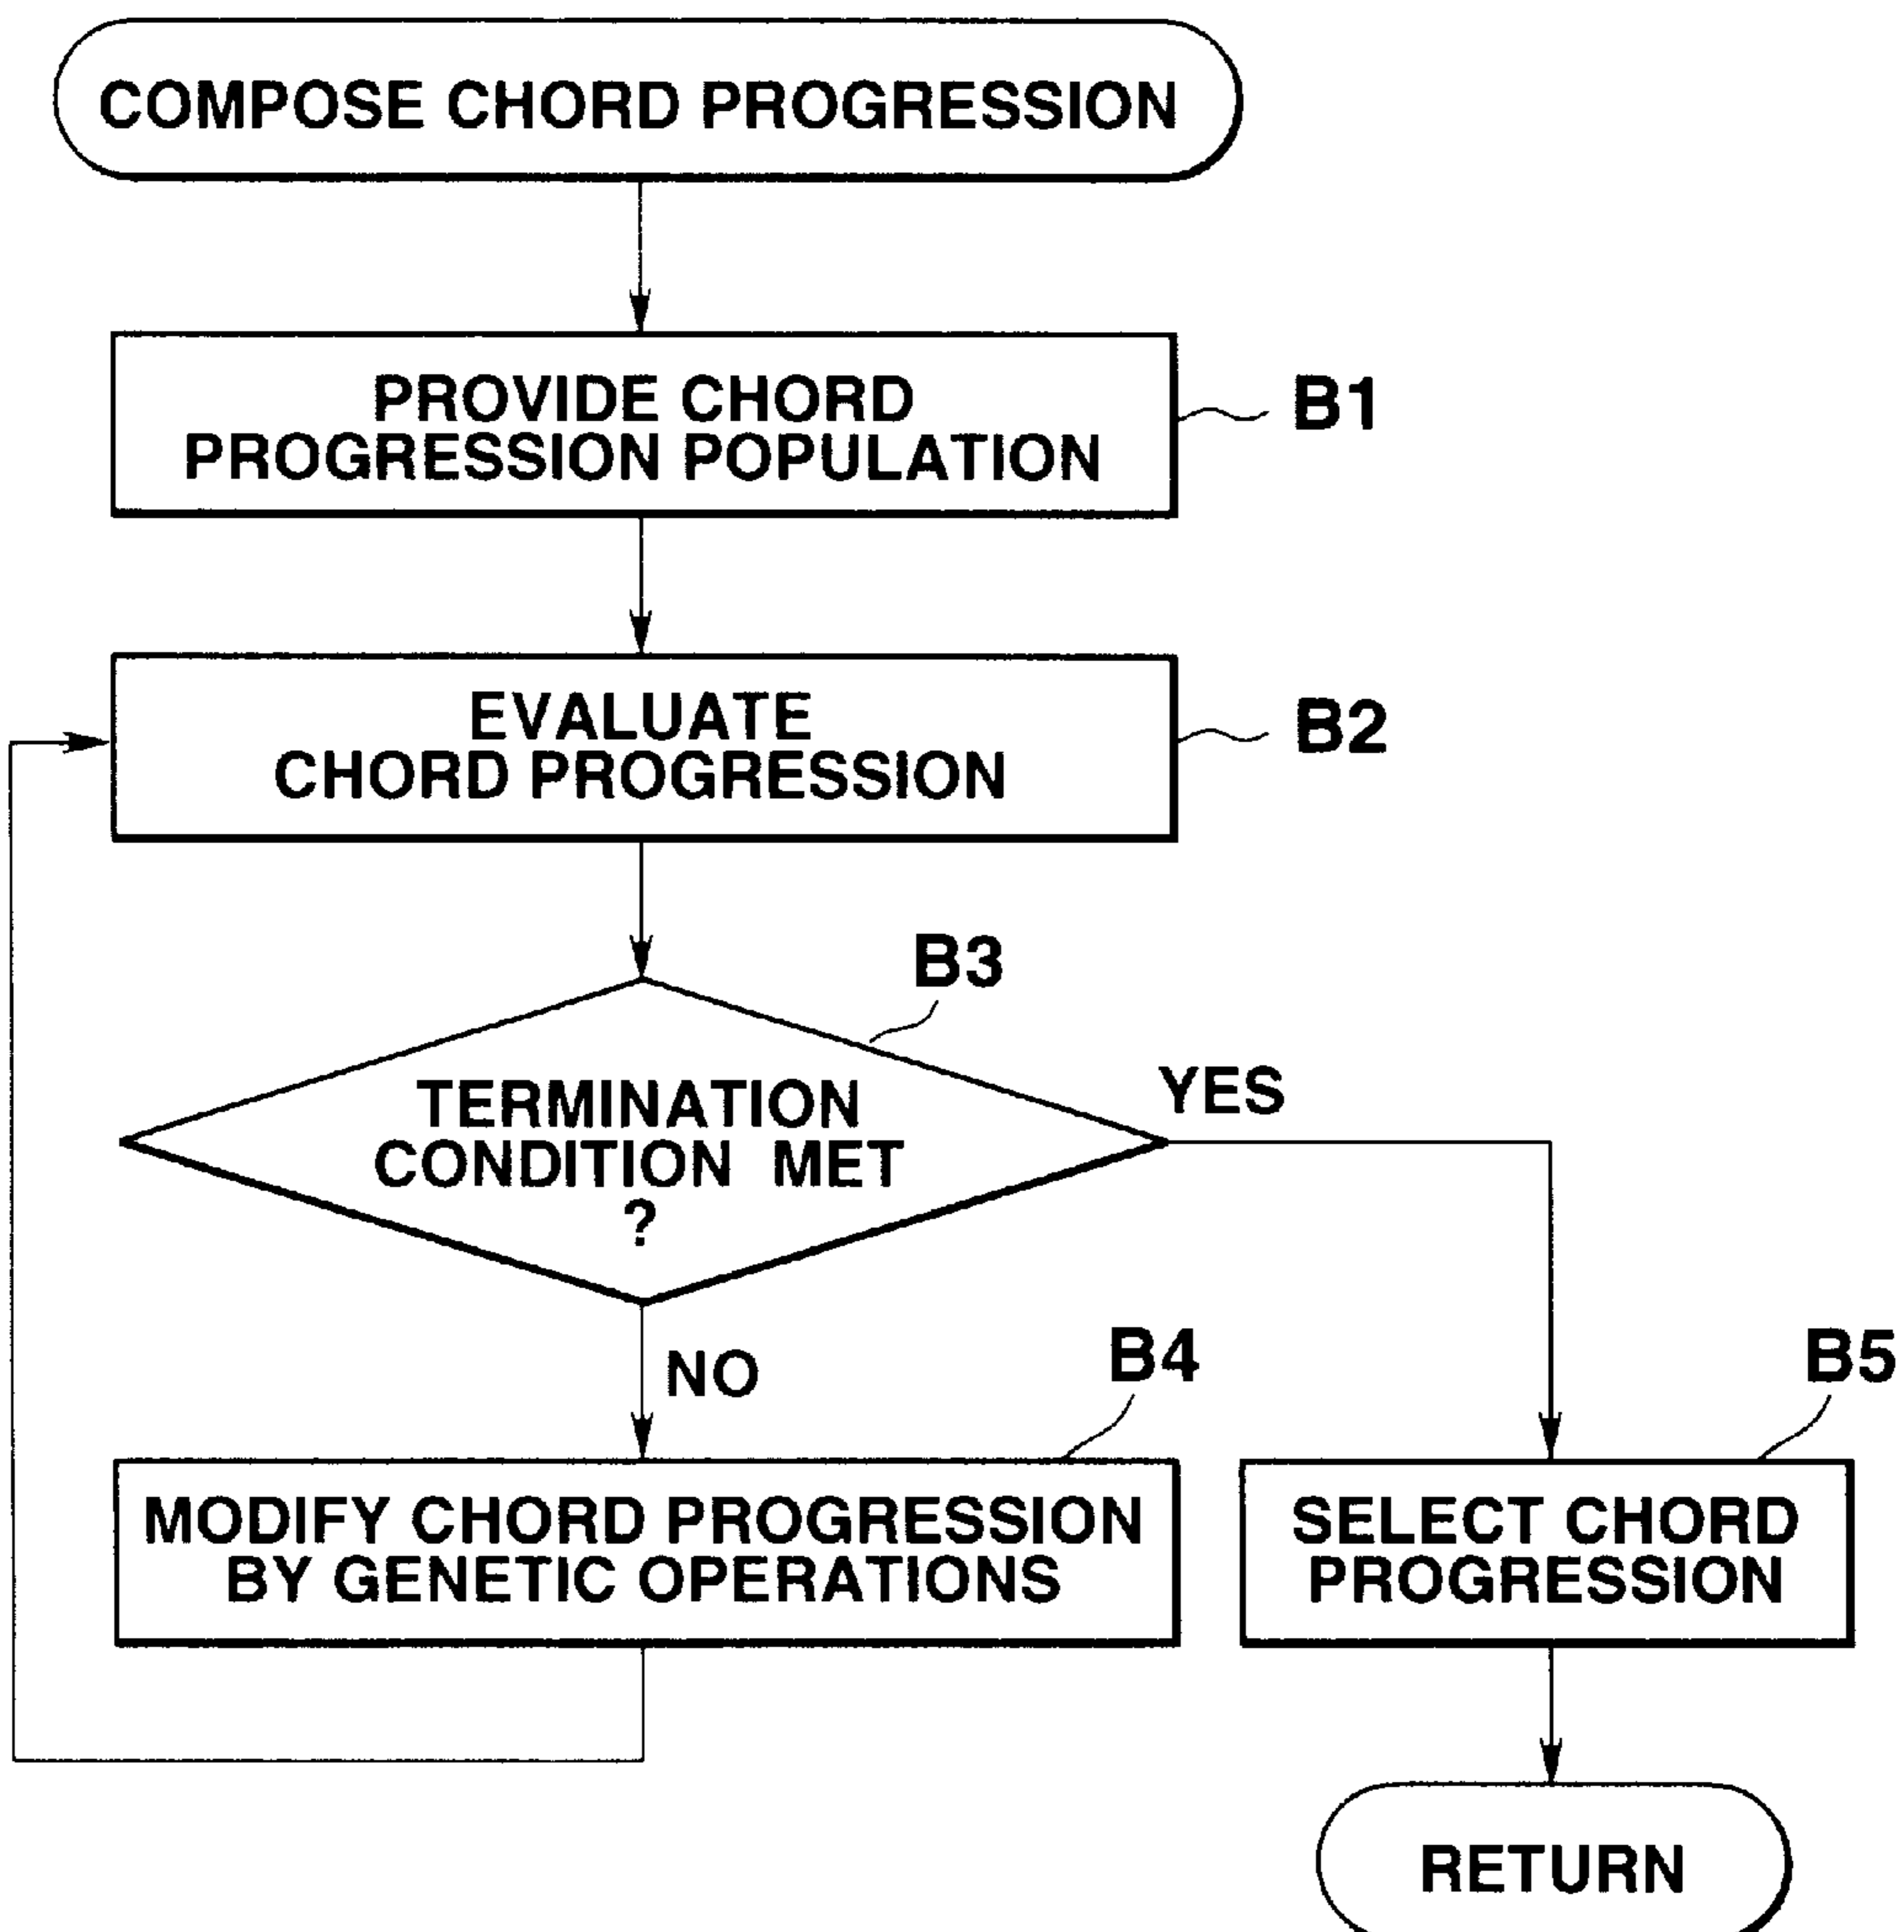 COMPOSE CHORD PROGRESSION
PROVIDE CHORD
PROGRESSION POPULATION
B1
EVALUATE
CHORD PROGRESSION
B2
B3
TERMINATION
CONDITION MET
?
YES
NO
B4
B5
MODIFY CHORD PROGRESSION
BY GENETIC OPERATIONS
SELECT CHORD
PROGRESSION
RETURN